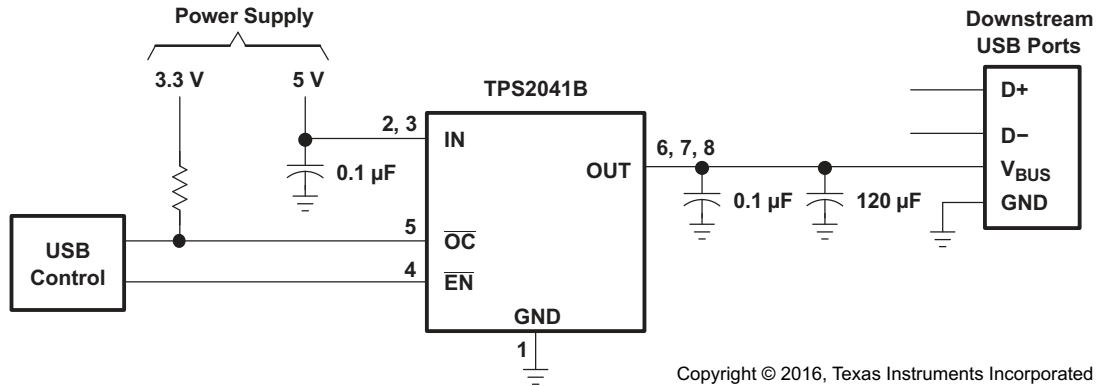 Power Supply
3.3 V
5 V
TPS2041B
2, 3
IN
0.1 µF
OUT
6, 7, 8
0.1 µF
120 µF
Downstream
USB Ports
D+
D−
VBUS
GND
USB
Control
5
OC
4
EN
GND
1
Copyright © 2016, Texas Instruments Incorporated